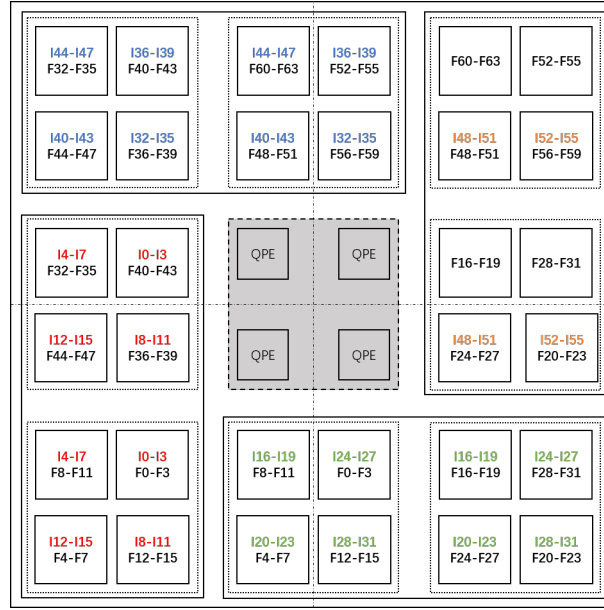 I44-I47 I36-I39 I44-I47 I36-I39
F32-F35 F40-F43 F60-F63 F52-F55 F60-F63 F52-F55
I40-I43 I32-I35 I40-I43 I32-I35 I48-I51 I52-I55
F44-F47 F36-F39 F48-F51 F56-F59 F48-F51 F56-F59
I4-I7 I0-I3 QPE QPE F16-F19 F28-F31
F32-F35 F40-F43
I12-I15 I8-I11 QPE QPE I48-I51 I52-I55
F44-F47 F36-F39 F24-F27 F20-F23
I4-I7 I0-I3 I16-I19 I24-I27 I16-I19 I24-I27
F8-F11 F0-F3 F8-F11 F0-F3 F16-F19 F28-F31
I12-I15 I8-I11 I20-I23 I28-I31 I20-I23 I28-I31
F4-F7 F12-F15 F4-F7 F12-F15 F24-F27 F20-F23